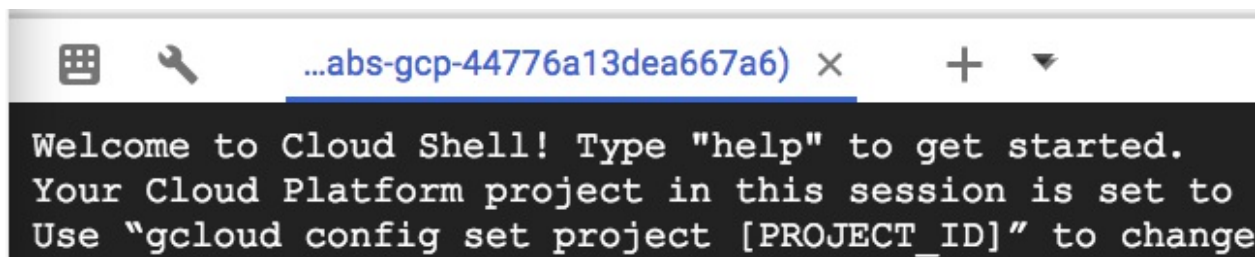 ...abs-gcp-44776a13dea667a6)
Welcome to Cloud Shell! Type "help" to get started.
Your Cloud Platform project in this session is set to
Use “gcloud config set project [PROJECT_ID]” to change